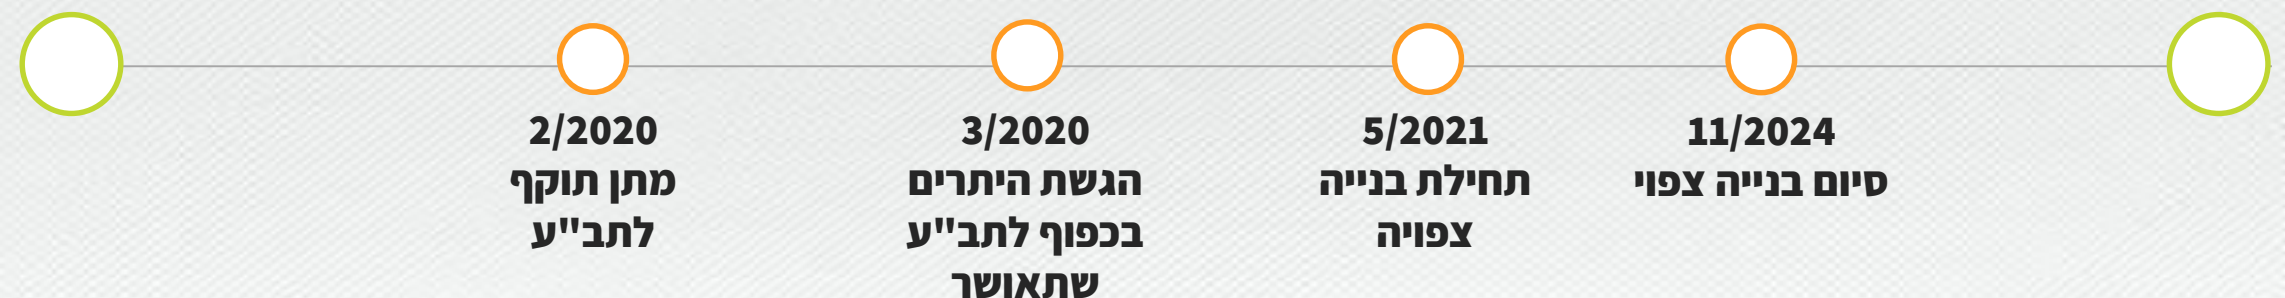 2/2020
מתן תוקף
לתב"ע
3/2020
הגשת היתרים
בכפוף לתב"ע
שתאושר
5/2021
תחילת בנייה
צפויה
11/2024
סיום בנייה צפוי